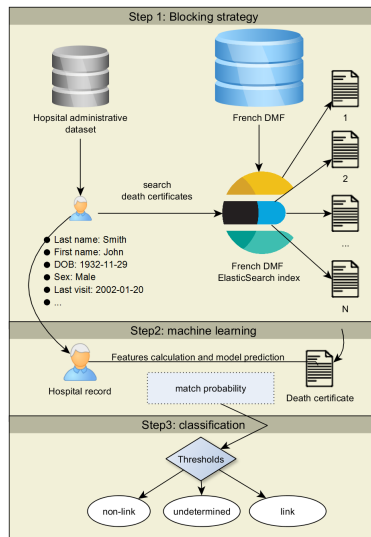 Step 1: Blocking strategy
Hopsital administrative
dataset
French DMF
1
search
death certificates
2
Last name: Smith
First name: John
DOB: 1932-11-29
Sex: Male
Last visit: 2002-01-20
...
French DMF
ElasticSearch index
...
N
Step2: machine learning
Features calculation and model prediction
Hospital record
match probability
Death certificate
Step3: classification
Thresholds
non-link
undetermined
link